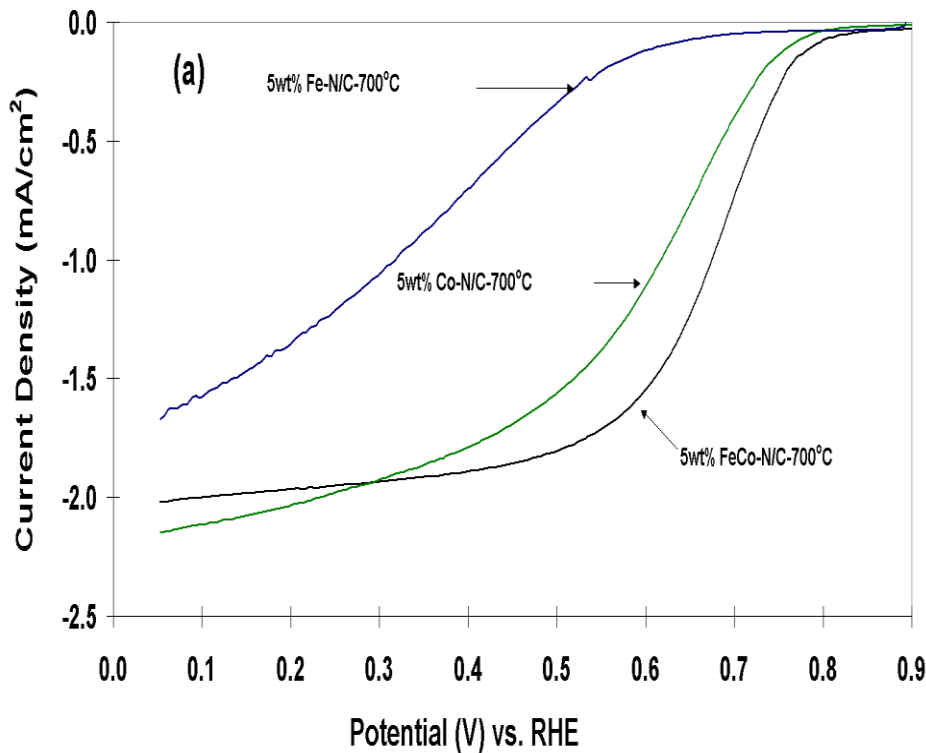 (a)
5wt% Fe-N/C-700°C
5wt% Co-N/C-700°C
5wt% FeCo-N/C-700°C
Current Density (mA/cm²)
0.0
-0.5
-1.0
-1.5
-2.0
-2.5
0.0 0.1 0.2 0.3 0.4 0.5 0.6 0.7 0.8 0.9
Potential (V) vs. RHE